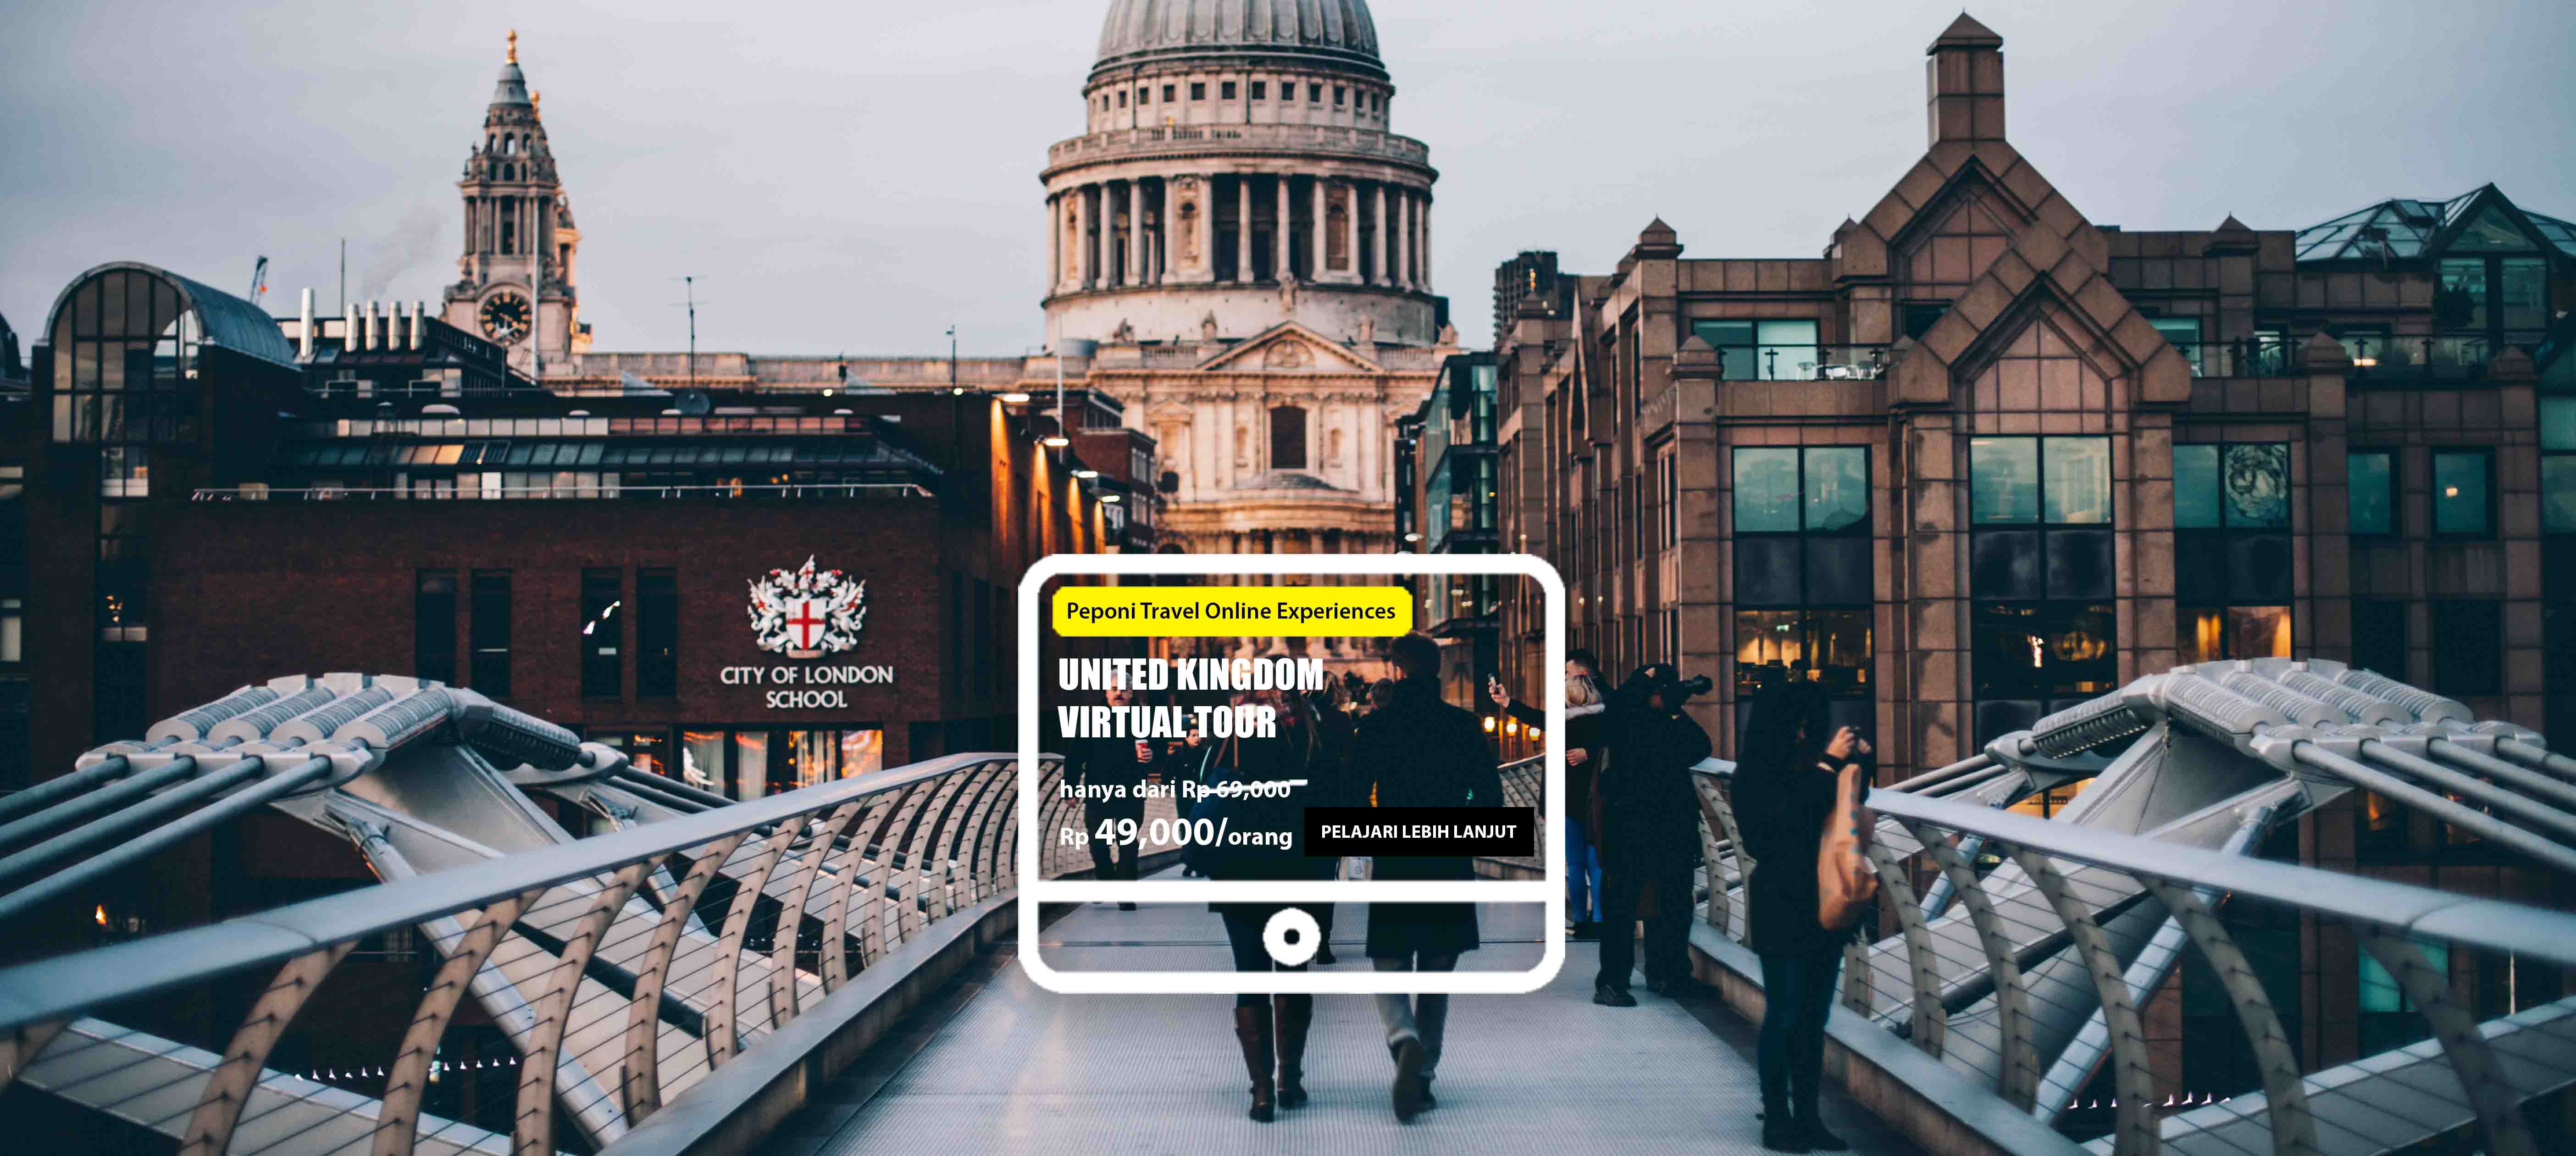 CITY OF LONDON
SCHOOL
Peponi Travel Online Experiences
UNITED KINGDOM
VIRTUAL TOUR
hanya dari Rp 69,000
Rp 49,000/orang
PELAJARI LEBIH LANJUT